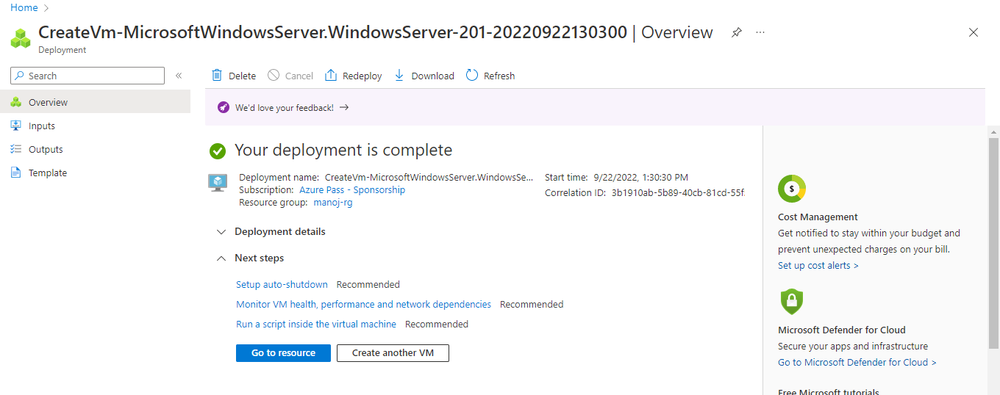 Home >
CreateVm-MicrosoftWindowsServer.WindowsServer-201-20220922130300 | Overview
Deployment
Search
Overview
Inputs
Outputs
Template
Delete Cancel Redeploy Download Refresh
We'd love your feedback! →
Your deployment is complete
Deployment name: CreateVm-MicrosoftWindowsServer.WindowsSe...
Subscription: Azure Pass - Sponsorship
Resource group: manoj-rg
Start time: 9/22/2022, 1:30:30 PM
Correlation ID: 3b1910ab-5b89-40cb-81cd-55f
Deployment details
Next steps
Setup auto-shutdown Recommended
Monitor VM health, performance and network dependencies Recommended
Run a script inside the virtual machine Recommended
Go to resource Create another VM
$
Cost Management
Get notified to stay within your budget and
prevent unexpected charges on your bill.
Set up cost alerts >
Microsoft Defender for Cloud
Secure your apps and infrastructure
Go to Microsoft Defender for Cloud >
Free Microsoft tutorials